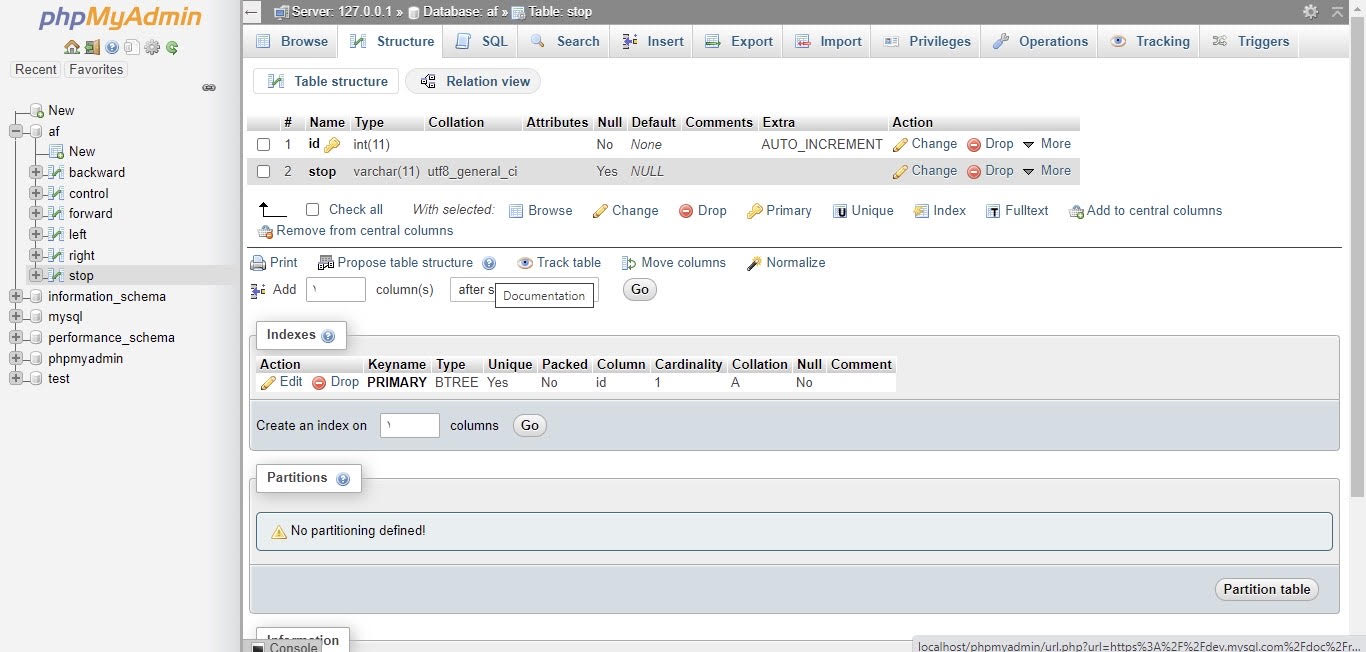 phpMyAdmin
Recent Favorites
New
af
New
backward
control
forward
left
right
stop
information_schema
mysql
performance_schema
phpmyadmin
test
Server: 127.0.0.1 » Database: af » Table: stop
Browse Structure SQL Search Insert Export Import Privileges Operations Tracking Triggers
Table structure Relation view
# Name Type Collation Attributes Null Default Comments Extra Action
1 id int(11) No None AUTO_INCREMENT Change Drop More
2 stop varchar(11) utf8_general_ci Yes NULL Change Drop More
Check all With selected: Browse Change Drop Primary Unique Index Fulltext Add to central columns
Remove from central columns
Print Propose table structure Track table Move columns Normalize
Add column(s) after s Go
Documentation
Indexes
Action Keyname Type Unique Packed Column Cardinality Collation Null Comment
Edit Drop PRIMARY BTREE Yes No id 1 A No
Create an index on columns Go
Partitions
No partitioning defined!
Partition table
Information
Console
localhost/phpmyadmin/url.php?url=https%3A%2F%2Fdev.mysql.com%2Fdoc%2Fr...